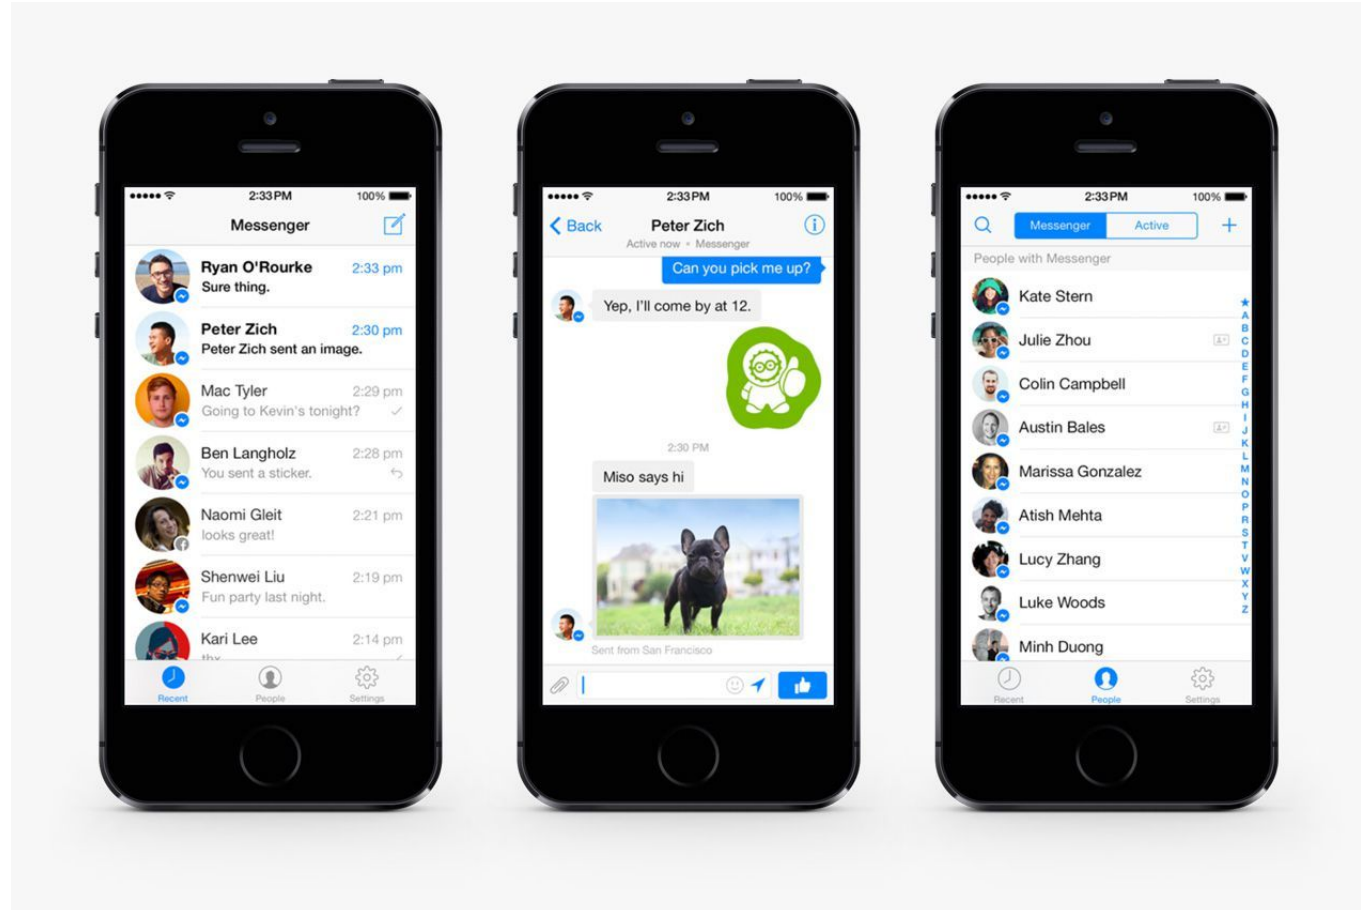 2:33 PM
100%
Messenger
Ryan O'Rourke
2:33 pm
Sure thing.
Peter Zich
2:30 pm
Peter Zich sent an image.
Mac Tyler
2:29 pm
Going to Kevin's tonight?
Ben Langholz
2:28 pm
You sent a sticker.
Naomi Gleit
2:21 pm
looks great!
Shenwei Liu
2:19 pm
Fun party last night.
Kari Lee
2:14 pm
thx
Recent
People
Settings
2:33 PM
100%
Back
Peter Zich
Active now • Messenger
Can you pick me up?
Yep, I'll come by at 12.
2:30 PM
Miso says hi
Sent from San Francisco
2:33 PM
100%
Messenger
Active
People with Messenger
Kate Stern
Julie Zhou
Colin Campbell
Austin Bales
Marissa Gonzalez
Atish Mehta
Lucy Zhang
Luke Woods
Minh Duong
★
A
B
C
D
E
F
G
H
I
J
K
L
M
N
O
P
R
S
T
V
W
X
Y
Z
Recent
People
Settings